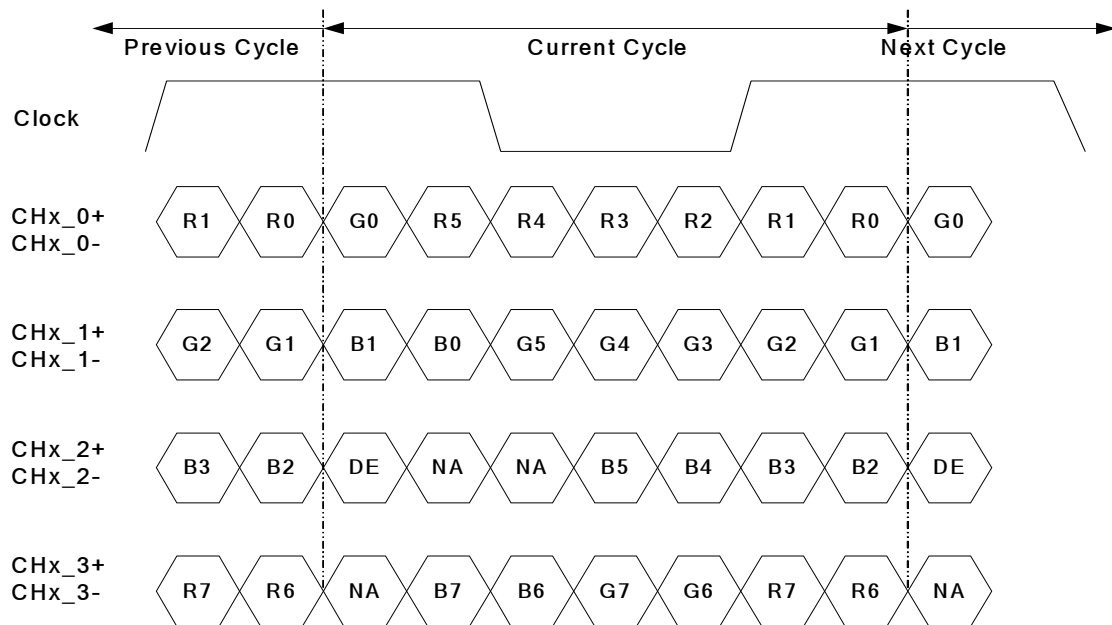 Previous Cycle Current Cycle Next Cycle
Clock
CHx_0+
CHx_0-
R1 R0 G0 R5 R4 R3 R2 R1 R0 G0
CHx_1+
CHx_1-
G2 G1 B1 B0 G5 G4 G3 G2 G1 B1
CHx_2+
CHx_2-
B3 B2 DE NA NA B5 B4 B3 B2 DE
CHx_3+
CHx_3-
R7 R6 NA B7 B6 G7 G6 R7 R6 NA